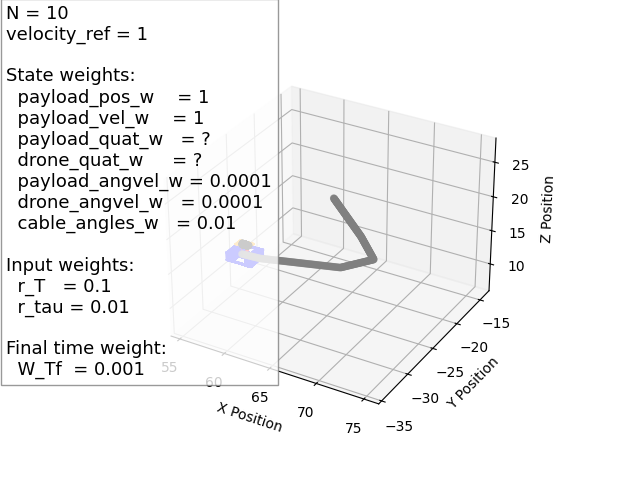 N = 10
velocity_ref = 1
State weights:
payload_pos_w = 1
payload_vel_w = 1
payload_quat_w = ?
drone_quat_w = ?
payload_angvel_w = 0.0001
drone_angvel_w = 0.0001
cable_angles_w = 0.01
Input weights:
r_T = 0.1
r_tau = 0.01
Final time weight:
W_Tf = 0.001
55
60
65
70
75
X Position
−35
−30
−25
−20
−15
Y Position
10
15
20
25
Z Position